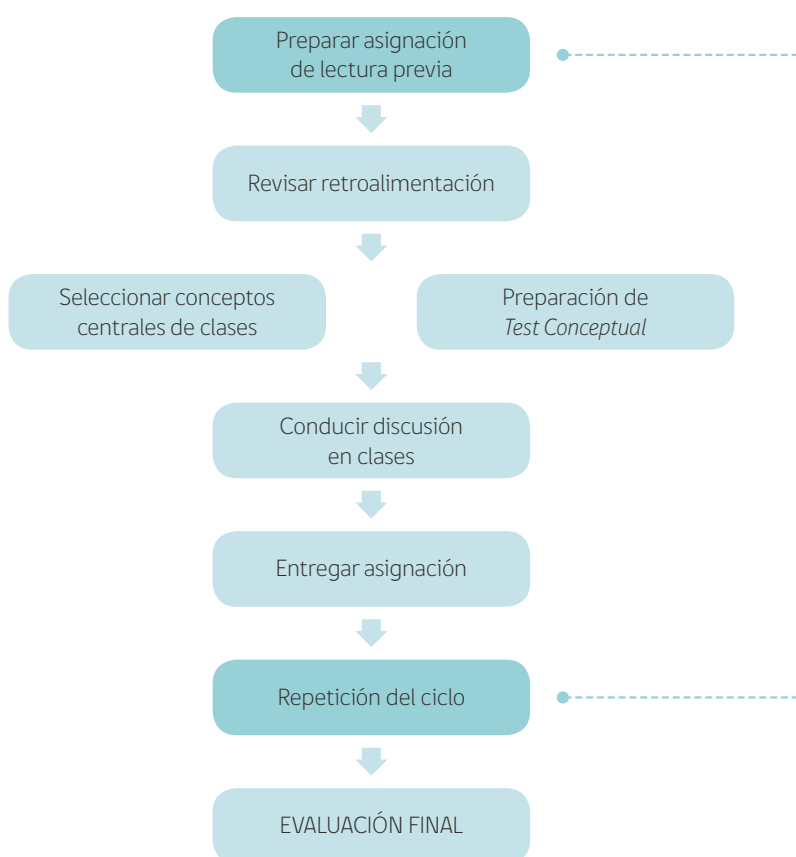 Preparar asignación
de lectura previa
Revisar retroalimentación
Seleccionar conceptos
centrales de clases
Preparación de
Test Conceptual
Conducir discusión
en clases
Entregar asignación
Repetición del ciclo
EVALUACIÓN FINAL